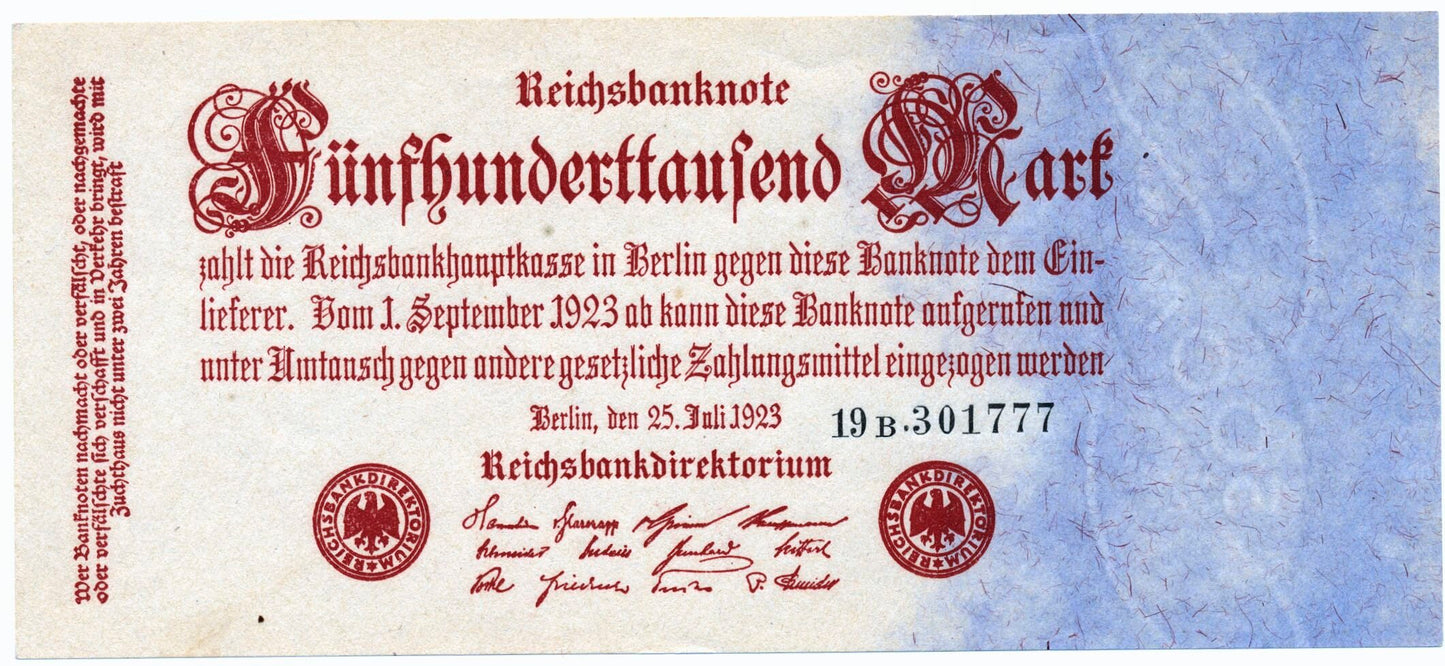 Reichsbanknote
Fünfhunderttausend Mark
zahlt die Reichsbankhauptkasse in Berlin gegen diese Banknote dem Ein-
lieferer. Vom 1. September 1923 ab kann diese Banknote aufgerufen und
unter Umtausch gegen andere gesetzliche Zahlungsmittel eingezogen werden
Berlin, den 25. Juli 1923
19 B·301777
Reichsbankdirektorium
REICHSBANKDIREKTORIUM
REICHSBANKDIREKTORIUM
Schneider
Friedrich
P. Schneider
Wer Banknoten nachmacht oder verfälscht, oder nachgemachte
oder verfälschte sich verschafft und in Verkehr bringt, wird mit
Zuchthaus nicht unter zwei Jahren bestraft